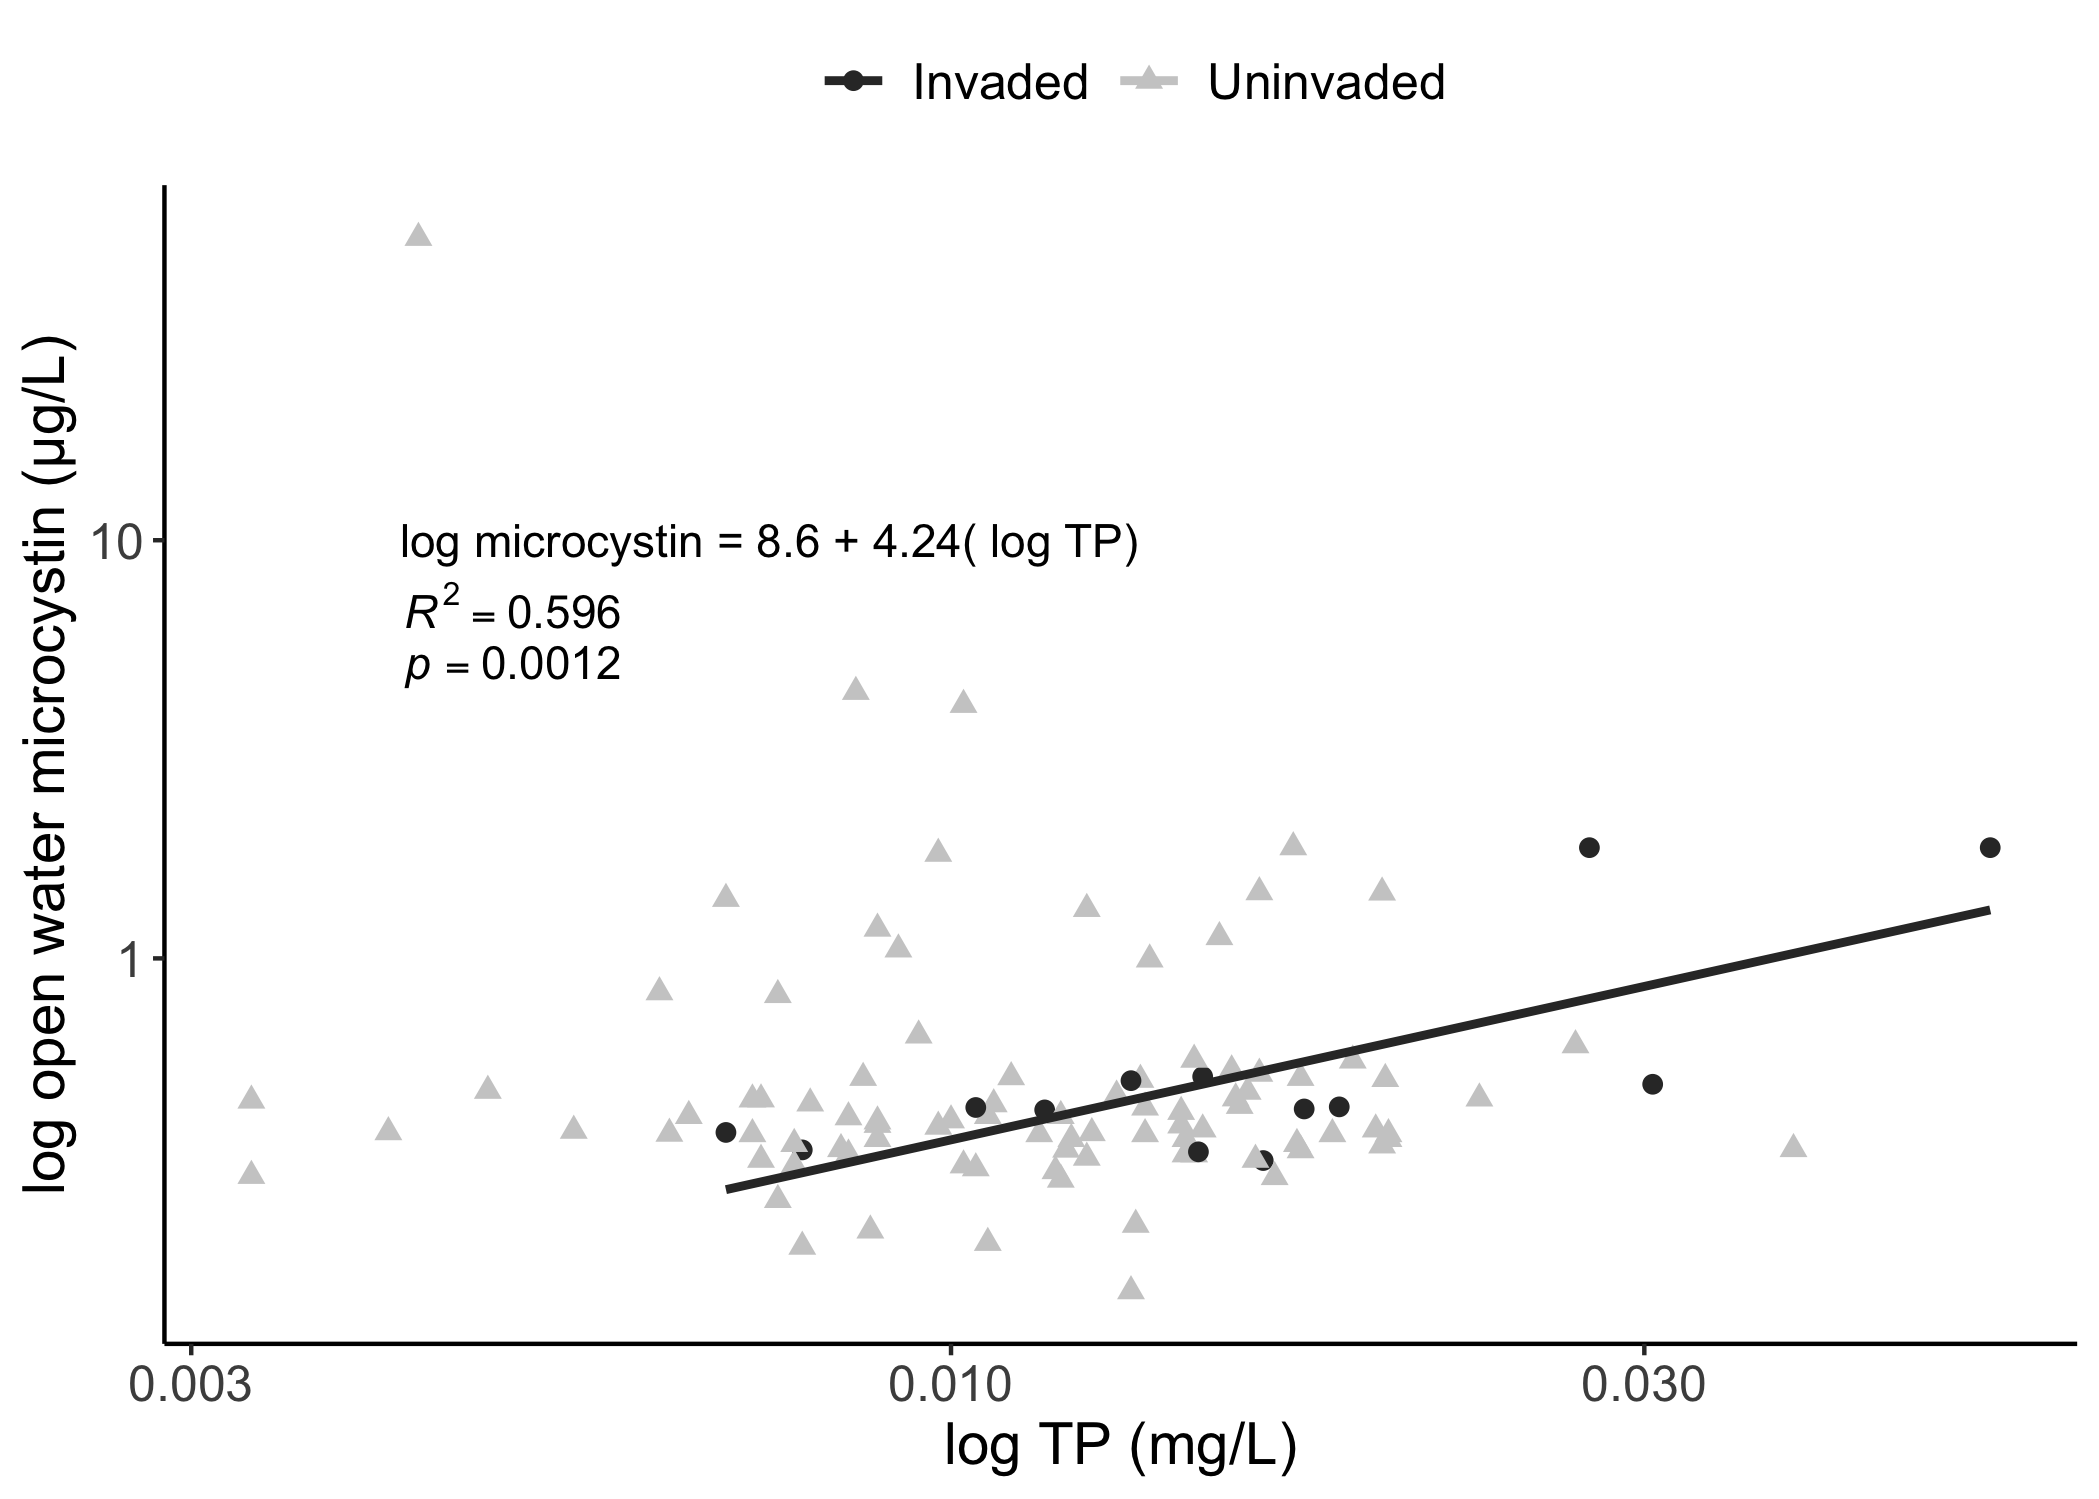 Invaded Uninvaded
log open water microcystin (µg/L)
10
1
log microcystin = 8.6 + 4.24( log TP)
R² = 0.596
p = 0.0012
0.003 0.010 0.030
log TP (mg/L)